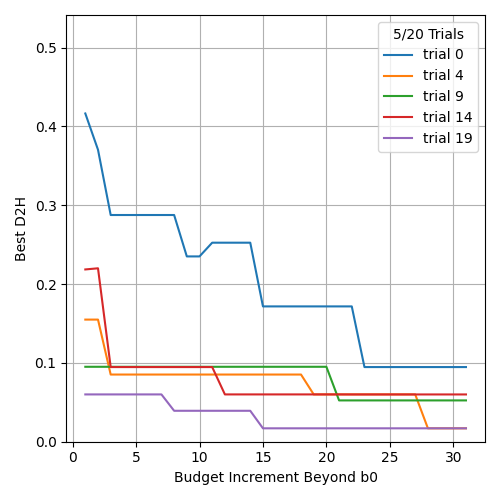 5/20 Trials
trial 0
trial 4
trial 9
trial 14
trial 19
0.5
0.4
0.3
0.2
0.1
0.0
Best D2H
0 5 10 15 20 25 30
Budget Increment Beyond b0